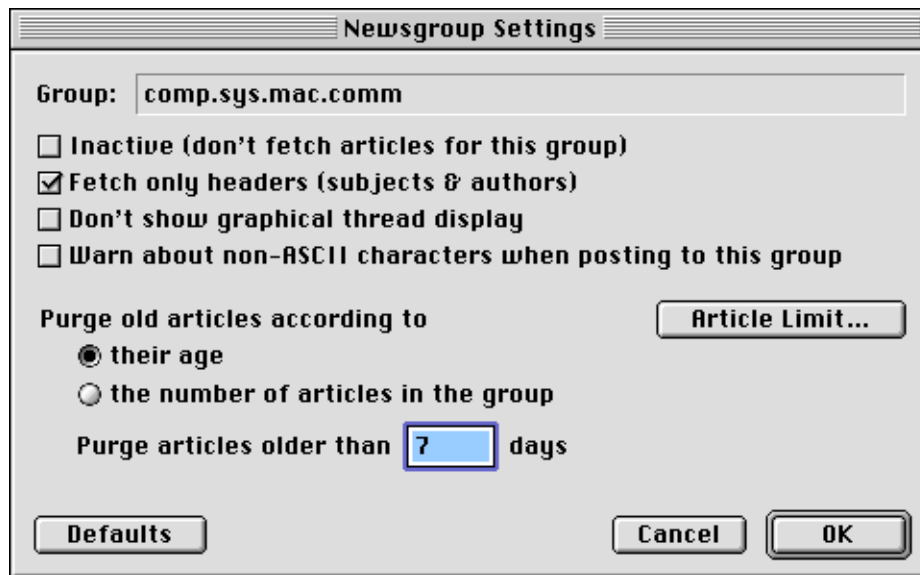 Newsgroup Settings
Group: comp.sys.mac.comm
Inactive (don't fetch articles for this group)
Fetch only headers (subjects & authors)
Don't show graphical thread display
Warn about non-ASCII characters when posting to this group
Purge old articles according to
Article Limit...
their age
the number of articles in the group
Purge articles older than 7 days
Defaults
Cancel
OK